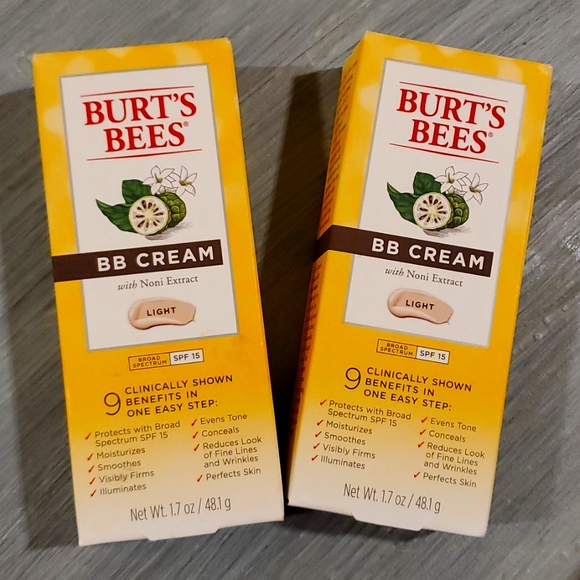 BURT'S
BEES®
BB CREAM
with Noni Extract
LIGHT
BROAD
SPECTRUM
SPF 15
9
CLINICALLY SHOWN
BENEFITS IN
ONE EASY STEP:
✓ Protects with Broad
Spectrum SPF 15
✓ Moisturizes
✓ Smoothes
✓ Visibly Firms
✓ Illuminates
✓ Evens Tone
✓ Conceals
✓ Reduces Look
of Fine Lines
and Wrinkles
✓ Perfects Skin
Net Wt. 1.7 oz / 48.1 g
BURT'S
BEES®
BB CREAM
with Noni Extract
LIGHT
BROAD
SPECTRUM
SPF 15
9
CLINICALLY SHOWN
BENEFITS IN
ONE EASY STEP:
✓ Protects with Broad
Spectrum SPF 15
✓ Moisturizes
✓ Smoothes
✓ Visibly Firms
✓ Illuminates
✓ Evens Tone
✓ Conceals
✓ Reduces Look
of Fine Lines
and Wrinkles
✓ Perfects Skin
Net Wt. 1.7 oz / 48.1 g